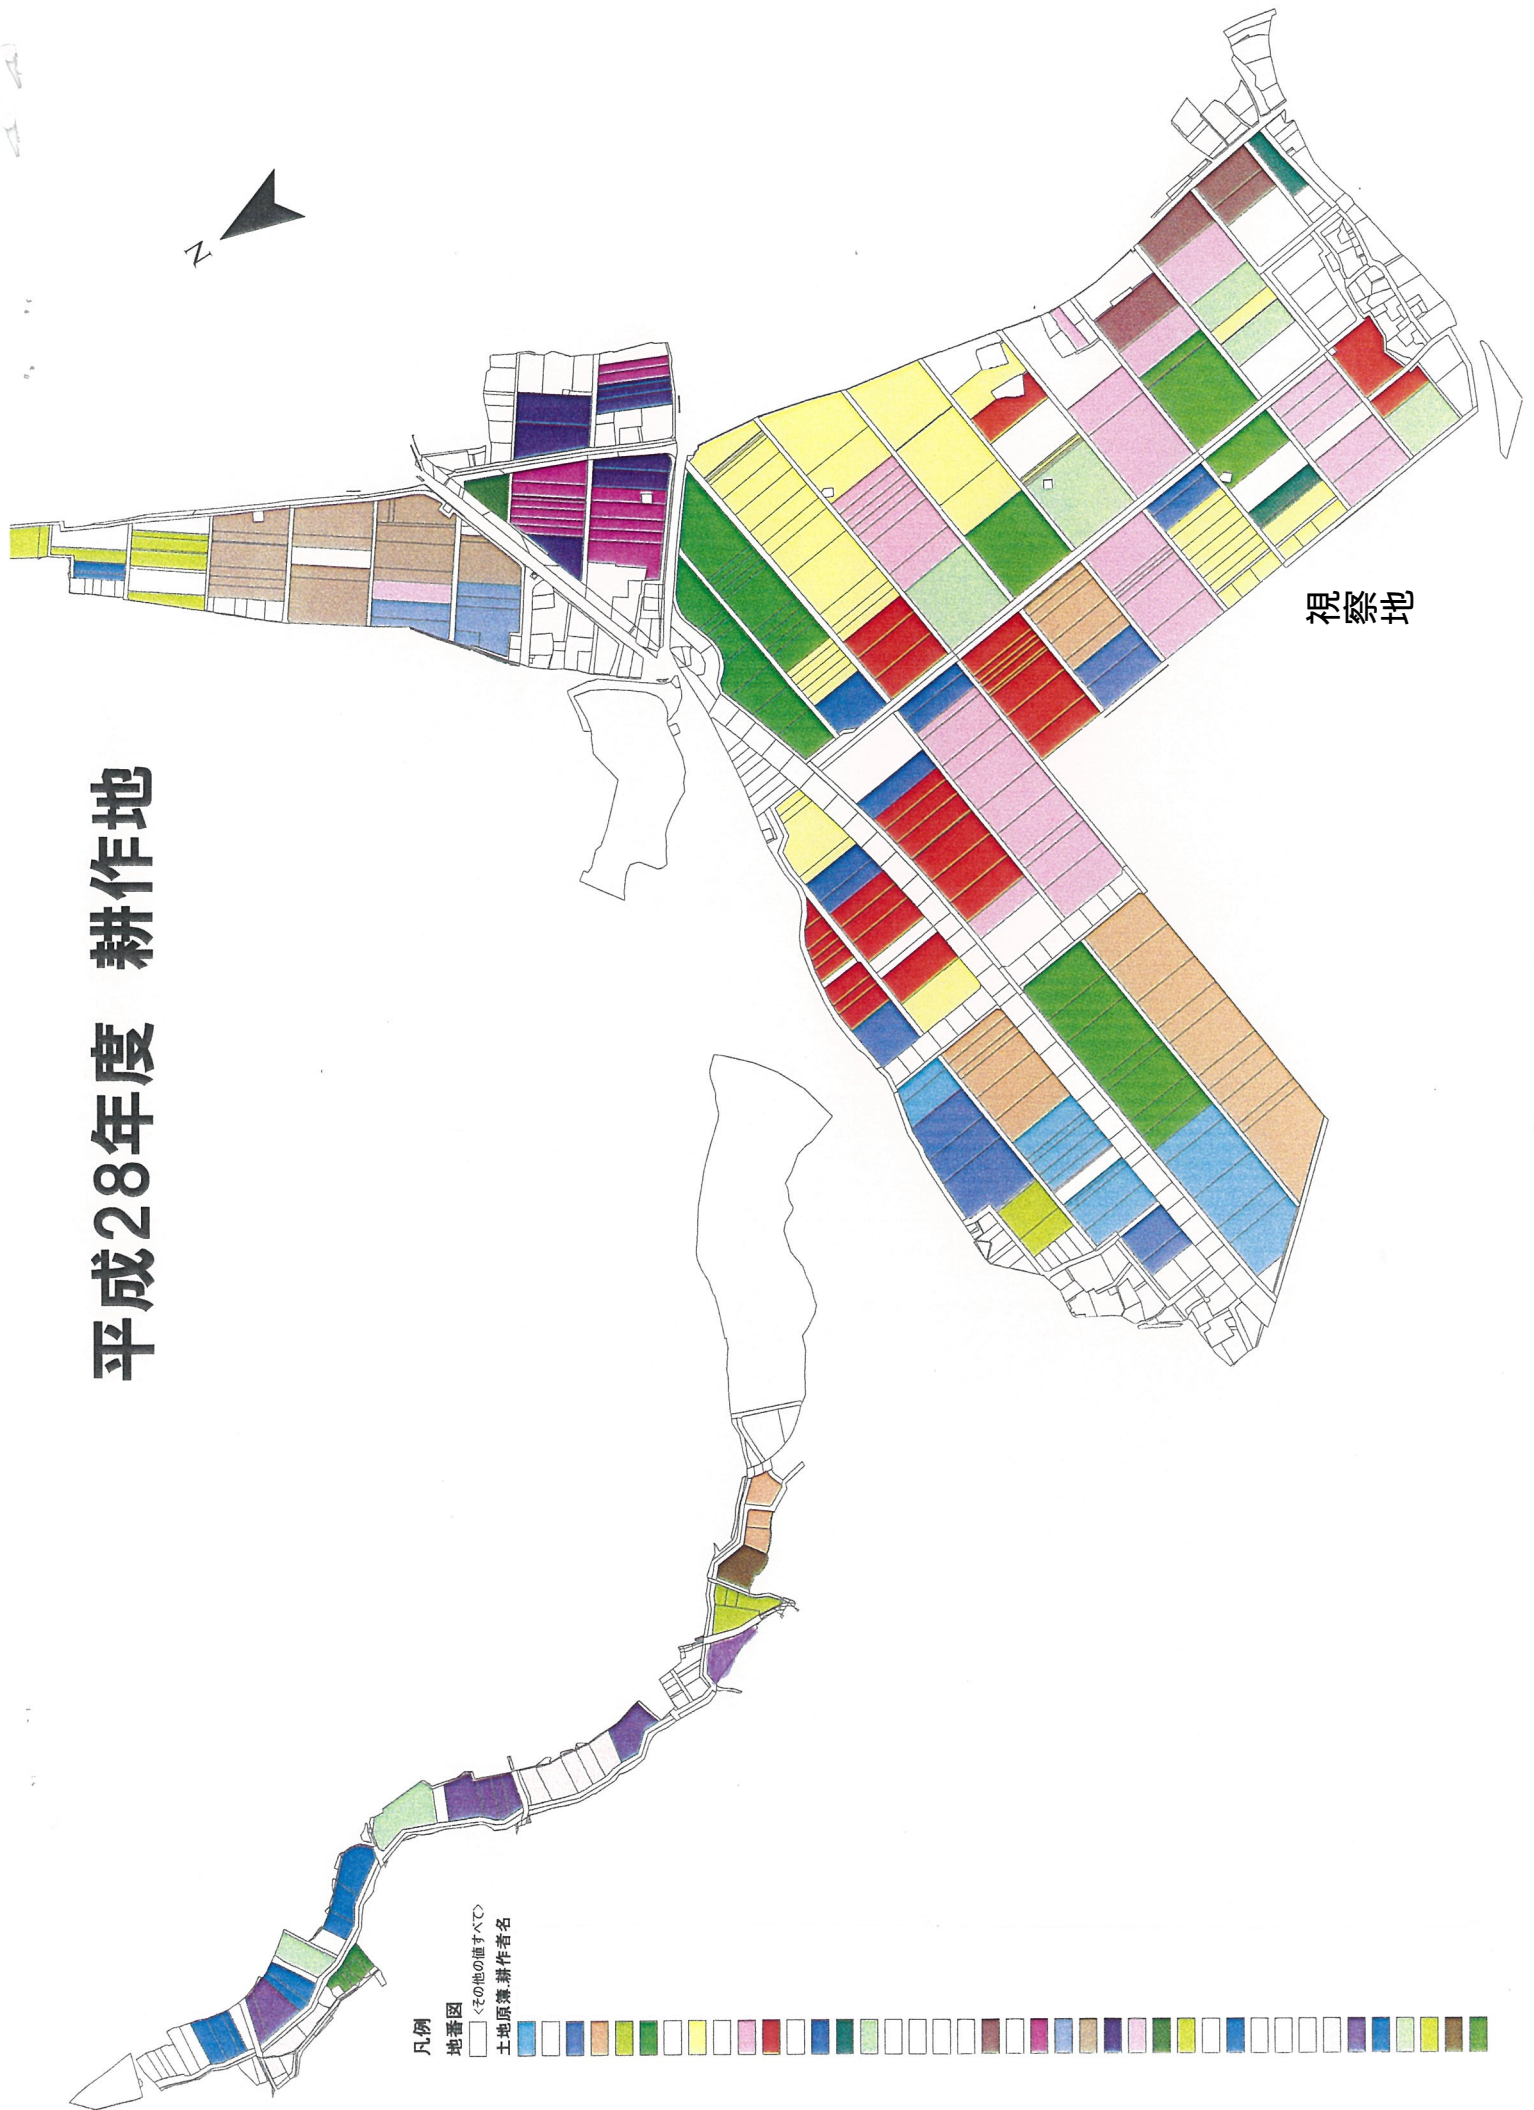 平成28年度 耕作地
N
視察地
凡例
地番図
<その他の値すべて>
土地原簿.耕作者名